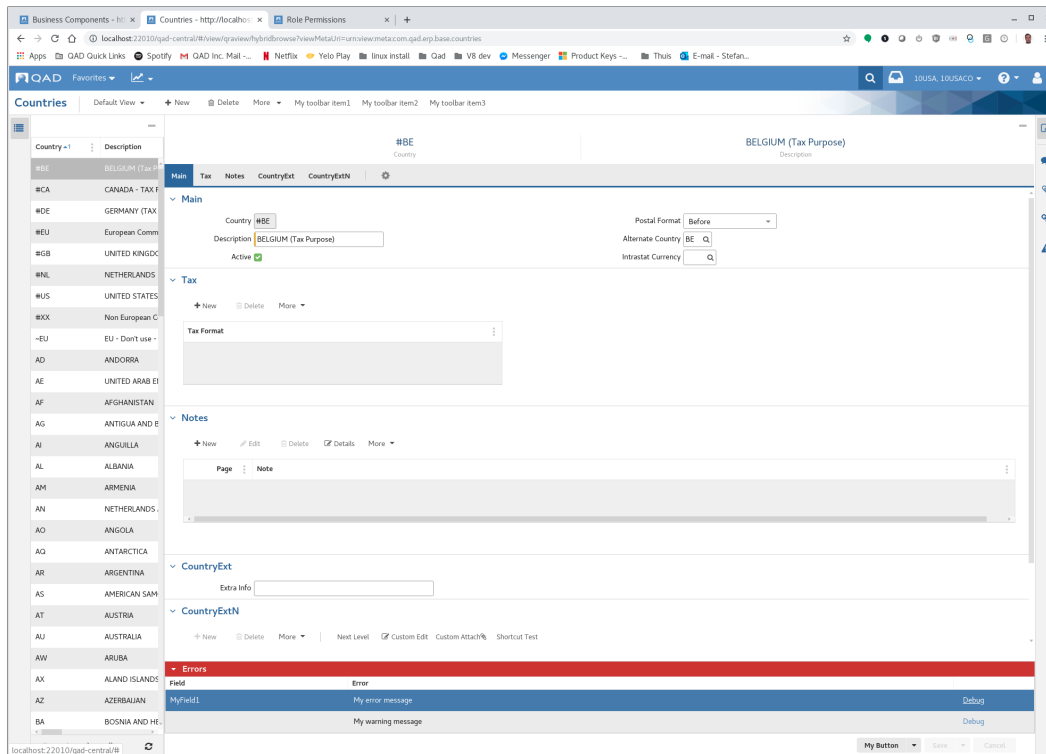 Business Components - ht
Countries - http://localhos
Role Permissions
localhost:22010/qad-central/#/view/qraview/hybridbrowse?viewMetaUri=urn:view:meta:com.qad.erp.base.countries
Apps QAD Quick Links Spotify M QAD Inc. Mail -... Netflix Yelo Play linux install Qad V8 dev Messenger Product Keys -... Thuis E-mail - Stefan...
QAD Favorites 10USA, 10USACO
Countries Default View + New Delete More My toolbar item1 My toolbar item2 My toolbar item3
Country 1 Description
#BE BELGIUM (Tax P
#CA CANADA - TAX F
#DE GERMANY (TAX
#EU European Comm
#GB UNITED KINGDO
#NL NETHERLANDS
#US UNITED STATES
#XX Non European C
~EU EU - Don't use -
AD ANDORRA
AE UNITED ARAB EI
AF AFGHANISTAN
AG ANTIGUA AND B
AI ANGUILLA
AL ALBANIA
AM ARMENIA
AN NETHERLANDS
AO ANGOLA
AQ ANTARCTICA
AR ARGENTINA
AS AMERICAN SAM
AT AUSTRIA
AU AUSTRALIA
AW ARUBA
AX ALAND ISLANDS
AZ AZERBAIJAN
BA BOSNIA AND HE
localhost:22010/qad-central/#
#BE
Country
BELGIUM (Tax Purpose)
Description
Main Tax Notes CountryExt CountryExtN
Main
Country #BE
Description BELGIUM (Tax Purpose)
Active
Postal Format Before
Alternate Country BE
Intrastat Currency
Tax
+ New Delete More
Tax Format
Notes
+ New Edit Delete Details More
Page Note
CountryExt
Extra Info
CountryExtN
+ New Delete More Next Level Custom Edit Custom Attach Shortcut Test
Errors
Field Error
MyField1 My error message Debug
My warning message Debug
My Button Save Cancel